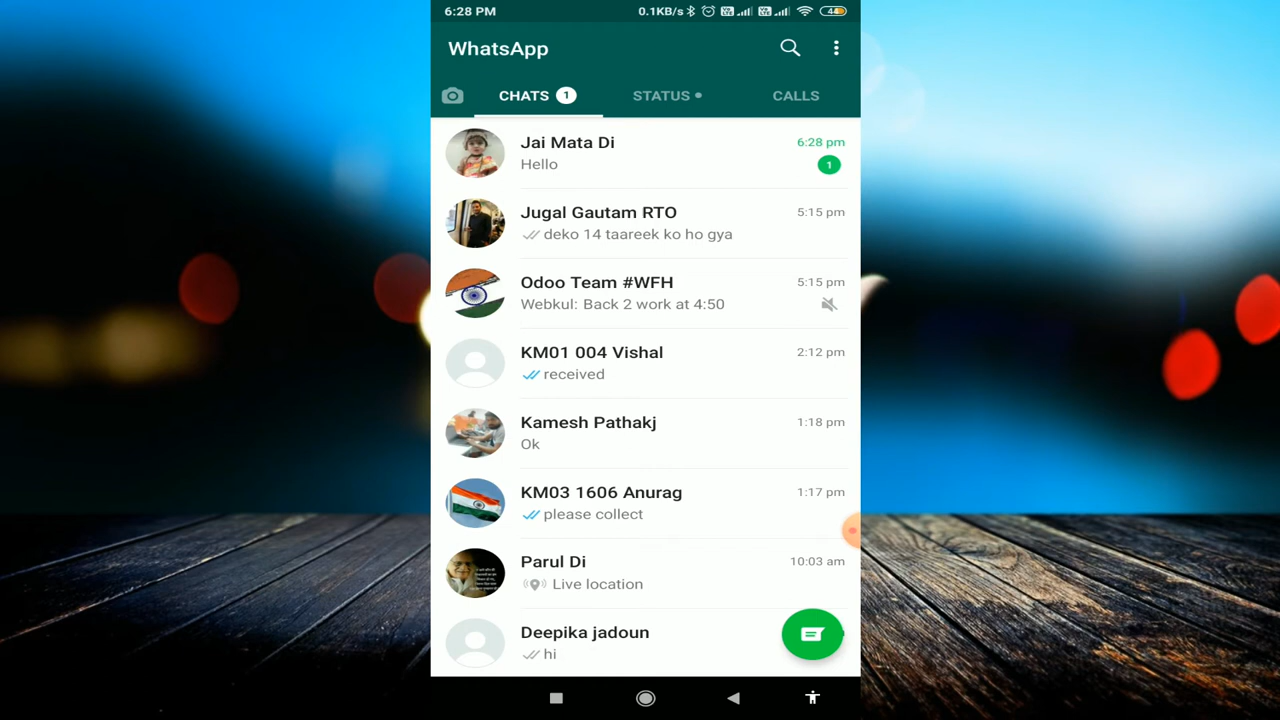 6:28 PM 0.1KB/s 44
WhatsApp
CHATS 1 STATUS CALLS
Jai Mata Di 6:28 pm
Hello 1
Jugal Gautam RTO 5:15 pm
deko 14 taareek ko ho gya
Odoo Team #WFH 5:15 pm
Webkul: Back 2 work at 4:50
KM01 004 Vishal 2:12 pm
received
Kamesh Pathakj 1:18 pm
Ok
KM03 1606 Anurag 1:17 pm
please collect
Parul Di 10:03 am
Live location
Deepika jadoun
hi